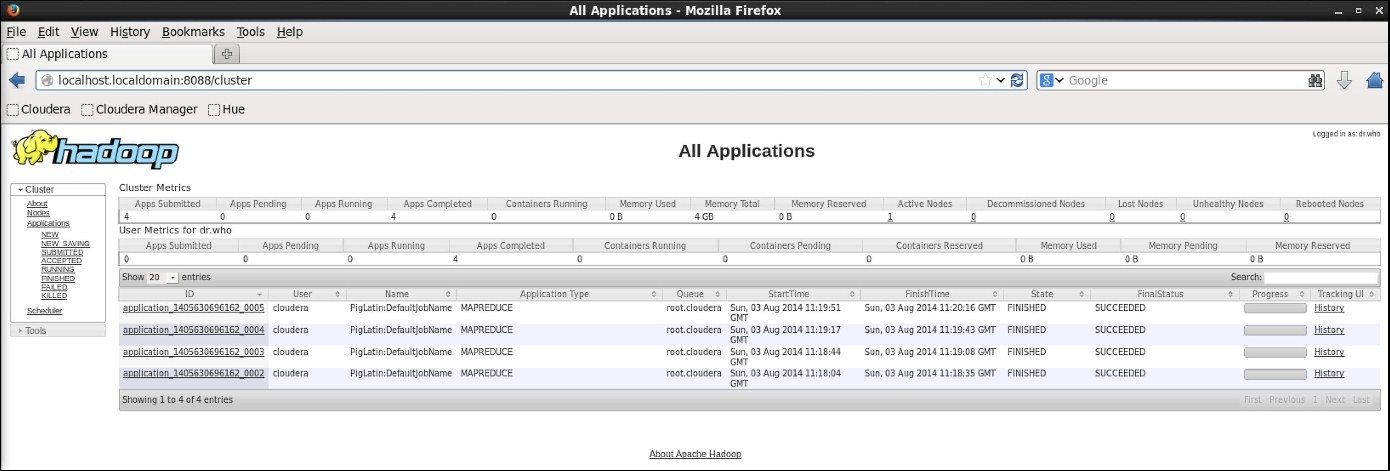 All Applications - Mozilla Firefox
File Edit View History Bookmarks Tools Help
All Applications
localhost.localdomain:8088/cluster
Google
Cloudera Cloudera Manager Hue
Logged in as: dr.who
hadoop
All Applications
Cluster
About
Nodes
Applications
NEW
NEW_SAVING
SUBMITTED
ACCEPTED
RUNNING
FINISHED
FAILED
KILLED
Scheduler
Tools
Cluster Metrics
Apps Submitted Apps Pending Apps Running Apps Completed Containers Running Memory Used Memory Total Memory Reserved Active Nodes Decommissioned Nodes Lost Nodes Unhealthy Nodes Rebooted Nodes
4 0 0 4 0 0 B 4 GB 0 B 1 0 0 0 0
User Metrics for dr.who
Apps Submitted Apps Pending Apps Running Apps Completed Containers Running Containers Pending Containers Reserved Memory Used Memory Pending Memory Reserved
0 0 0 4 0 0 0 0 B 0 B 0 B
Show 20 entries Search:
ID User Name Application Type Queue StartTime FinishTime State FinalStatus Progress Tracking UI
application_1405630696162_0005 cloudera PigLatin:DefaultJobName MAPREDUCE root.cloudera Sun, 03 Aug 2014 11:19:51 Sun, 03 Aug 2014 11:20:16 GMT FINISHED SUCCEEDED History
GMT
application_1405630696162_0004 cloudera PigLatin:DefaultJobName MAPREDUCE root.cloudera Sun, 03 Aug 2014 11:19:17 Sun, 03 Aug 2014 11:19:43 GMT FINISHED SUCCEEDED History
GMT
application_1405630696162_0003 cloudera PigLatin:DefaultJobName MAPREDUCE root.cloudera Sun, 03 Aug 2014 11:18:44 Sun, 03 Aug 2014 11:19:08 GMT FINISHED SUCCEEDED History
GMT
application_1405630696162_0002 cloudera PigLatin:DefaultJobName MAPREDUCE root.cloudera Sun, 03 Aug 2014 11:18:04 Sun, 03 Aug 2014 11:18:35 GMT FINISHED SUCCEEDED History
GMT
Showing 1 to 4 of 4 entries First Previous 1 Next Last
About Apache Hadoop